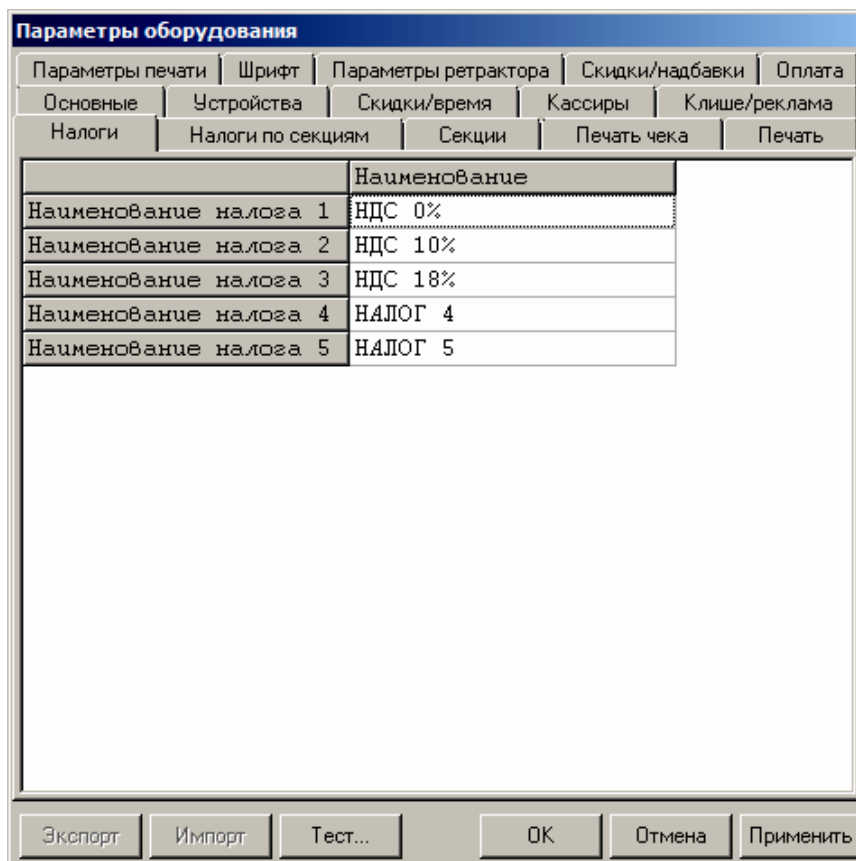 Параметры оборудования
Параметры печати Шрифт Параметры ретрактора Скидки/надбавки Оплата
Основные Устройства Скидки/время Кассиры Клише/реклама
Налоги Налоги по секциям Секции Печать чека Печать
Наименование
Наименование налога 1 НДС 0%
Наименование налога 2 НДС 10%
Наименование налога 3 НДС 18%
Наименование налога 4 НАЛОГ 4
Наименование налога 5 НАЛОГ 5
Экспорт Импорт Тест... ОК Отмена Применить